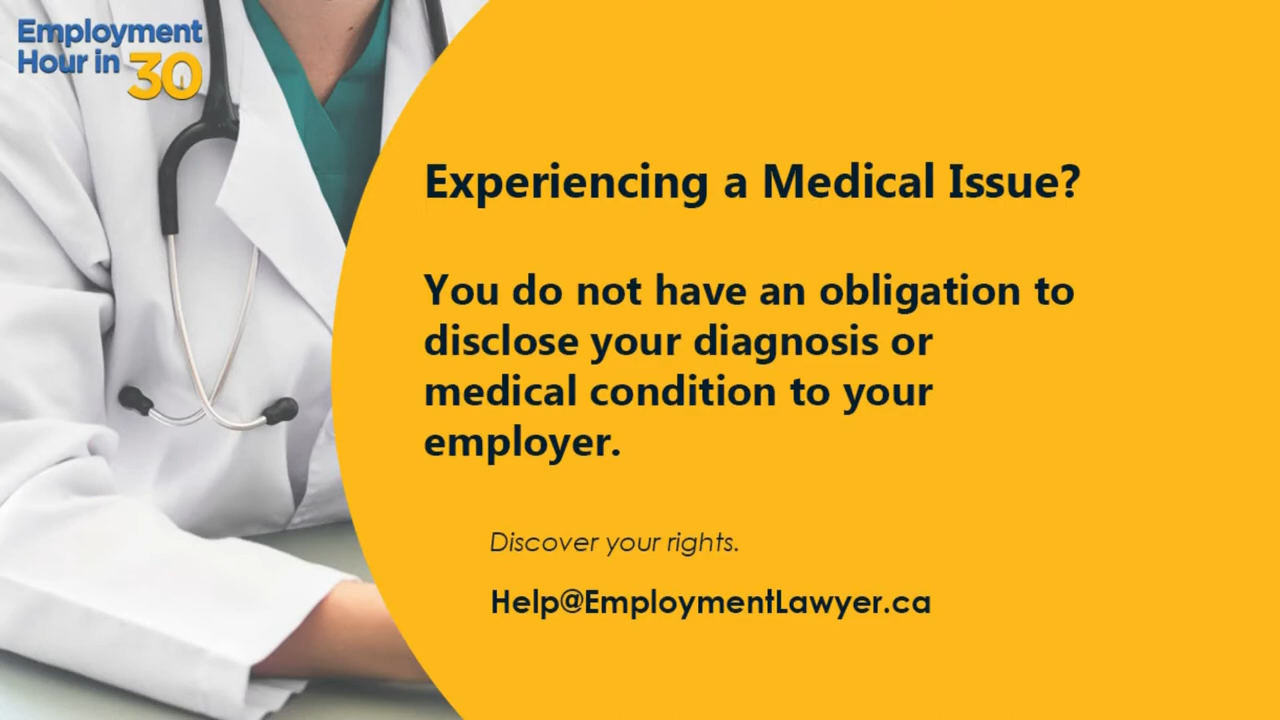 Employment
Hour in 30
Experiencing a Medical Issue?
You do not have an obligation to
disclose your diagnosis or
medical condition to your
employer.
Discover your rights.
Help@EmploymentLawyer.ca